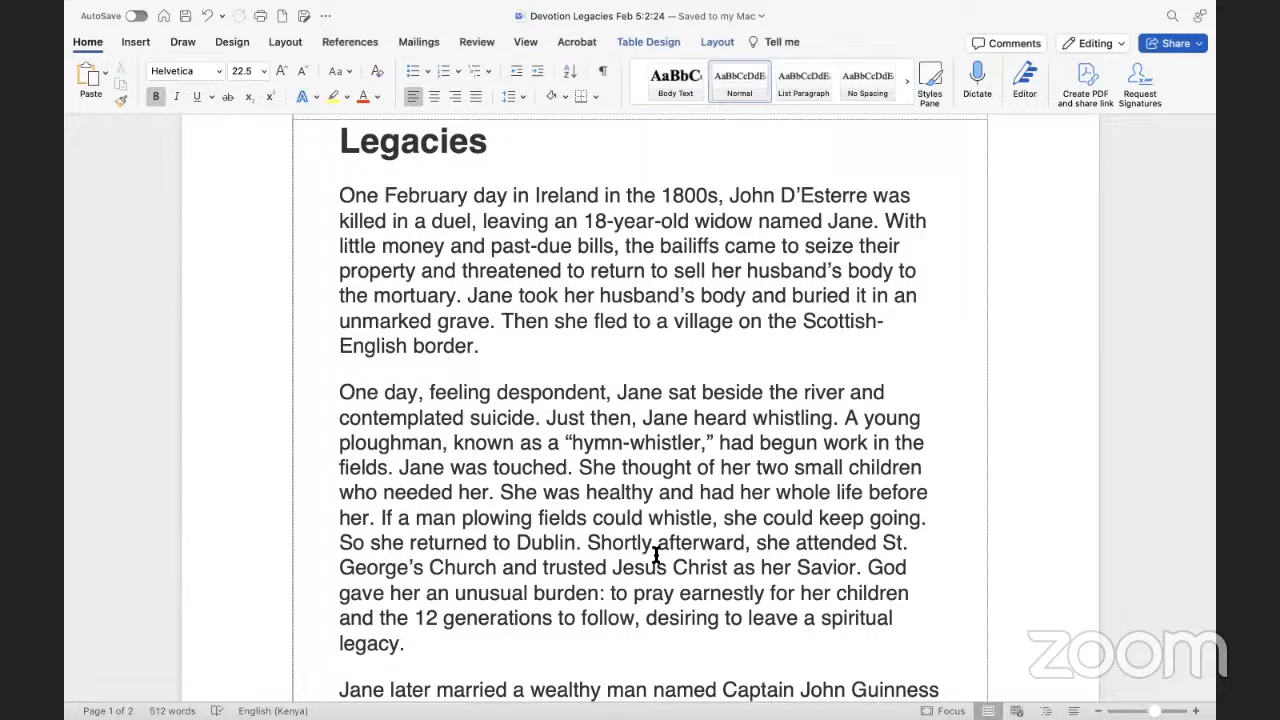 AutoSave
Devotion Legacies Feb 5:2:24 — Saved to my Mac
Home Insert Draw Design Layout References Mailings Review View Acrobat Table Design Layout Tell me
Comments Editing Share
Paste
Helvetica 22.5
AaBbC AaBbCcDdE AaBbCcDdE AaBbCcDdE
Body Text Normal List Paragraph No Spacing
Styles Pane
Dictate
Editor
Create PDF and share link
Request Signatures
Legacies
One February day in Ireland in the 1800s, John D’Esterre was
killed in a duel, leaving an 18-year-old widow named Jane. With
little money and past-due bills, the bailiffs came to seize their
property and threatened to return to sell her husband’s body to
the mortuary. Jane took her husband’s body and buried it in an
unmarked grave. Then she fled to a village on the Scottish-
English border.
One day, feeling despondent, Jane sat beside the river and
contemplated suicide. Just then, Jane heard whistling. A young
ploughman, known as a “hymn-whistler,” had begun work in the
fields. Jane was touched. She thought of her two small children
who needed her. She was healthy and had her whole life before
her. If a man plowing fields could whistle, she could keep going.
So she returned to Dublin. Shortly afterward, she attended St.
George’s Church and trusted Jesus Christ as her Savior. God
gave her an unusual burden: to pray earnestly for her children
and the 12 generations to follow, desiring to leave a spiritual
legacy.
Jane later married a wealthy man named Captain John Guinness
zoom
Page 1 of 2 512 words English (Kenya) Focus